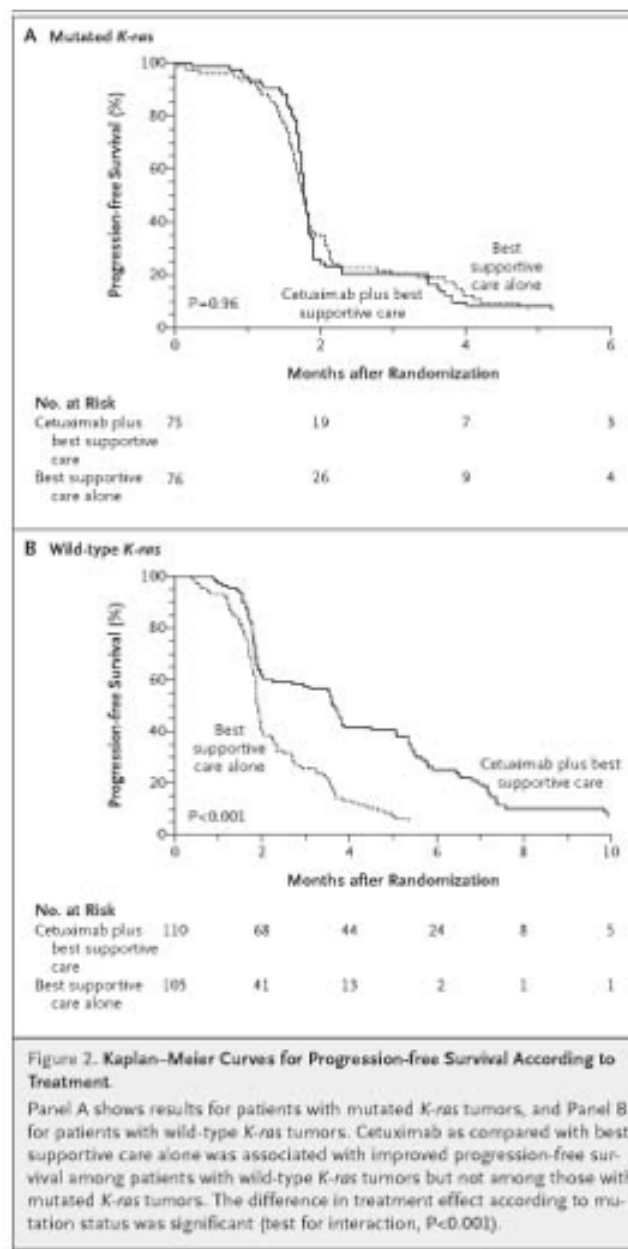 A Mutated K-ras
100
80
60
40
20
0
Progression-free Survival (%)
P=0.96
Best
supportive
care alone
Cetuximab plus best
supportive care
0 2 4 6
Months after Randomization
No. at Risk
Cetuximab plus
best supportive
care
75 19 7 3
Best supportive
care alone
76 26 9 4
B Wild-type K-ras
100
80
60
40
20
0
Progression-free Survival (%)
Best
supportive
care alone
Cetuximab plus best
supportive care
P<0.001
0 2 4 6 8 10
Months after Randomization
No. at Risk
Cetuximab plus
best supportive
care
110 68 44 24 8 5
Best supportive
care alone
105 41 13 2 1 1
Figure 2. Kaplan–Meier Curves for Progression-free Survival According to
Treatment.
Panel A shows results for patients with mutated K-ras tumors, and Panel B
for patients with wild-type K-ras tumors. Cetuximab as compared with best
supportive care alone was associated with improved progression-free sur-
vival among patients with wild-type K-ras tumors but not among those with
mutated K-ras tumors. The difference in treatment effect according to mu-
tation status was significant (test for interaction, P<0.001).